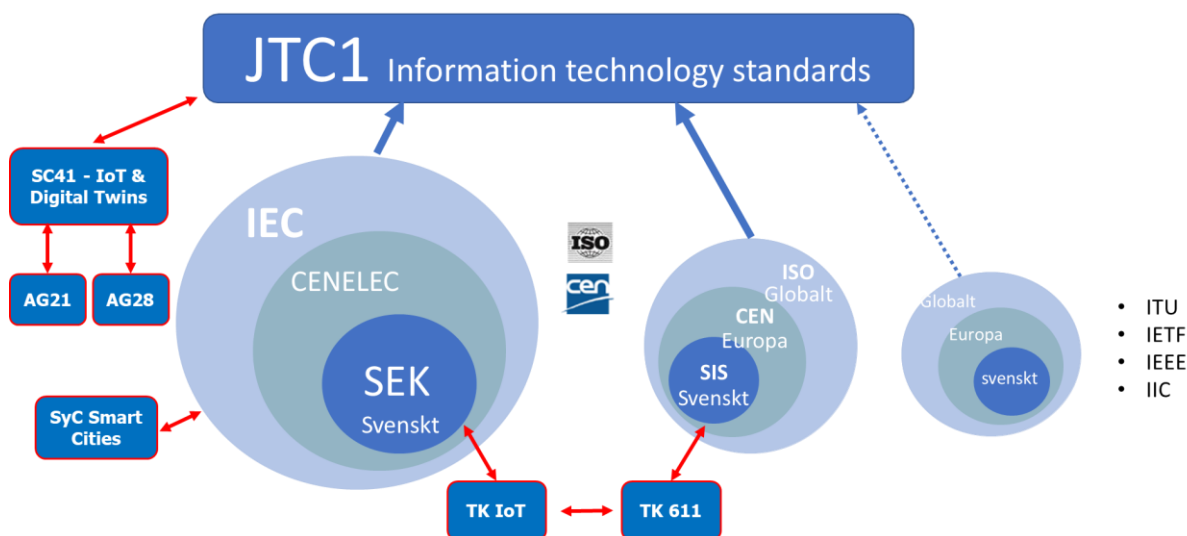 JTC1 Information technology standards
SC41 - IoT &
Digital Twins
AG21
AG28
SyC Smart
Cities
IEC
CENELEC
SEK
Svenskt
TK IoT
TK 611
ISO
cen
ISO
Globalt
CEN
Europa
SIS
Svenskt
Globalt
Europa
svenskt
• ITU
• IETF
• IEEE
• IIC